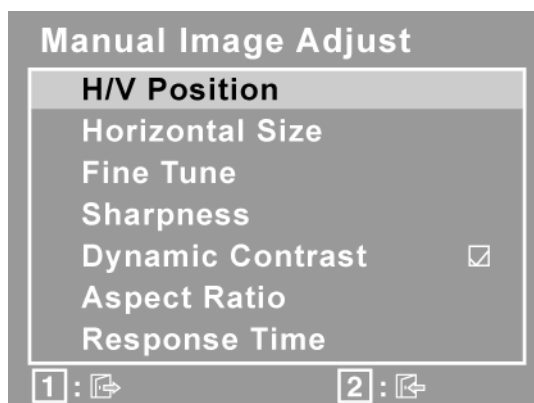 Manual Image Adjust
H/V Position
Horizontal Size
Fine Tune
Sharpness
Dynamic Contrast
Aspect Ratio
Response Time
1 : 2 :